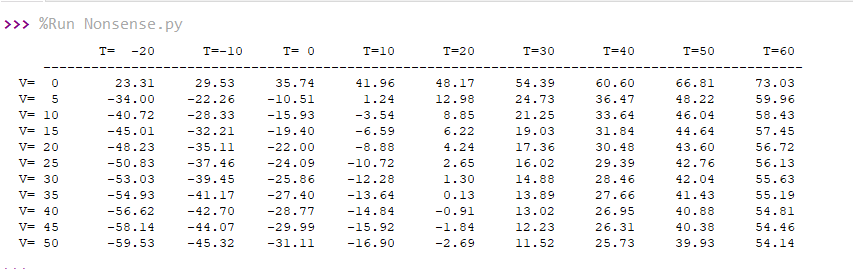 >>> %Run Nonsense.py
T= -20 T=-10 T= 0 T=10 T=20 T=30 T=40 T=50 T=60
-----------------------------------------------------------------------------------------------
V= 0 23.31 29.53 35.74 41.96 48.17 54.39 60.60 66.81 73.03
V= 5 -34.00 -22.26 -10.51 1.24 12.98 24.73 36.47 48.22 59.96
V= 10 -40.72 -28.33 -15.93 -3.54 8.85 21.25 33.64 46.04 58.43
V= 15 -45.01 -32.21 -19.40 -6.59 6.22 19.03 31.84 44.64 57.45
V= 20 -48.23 -35.11 -22.00 -8.88 4.24 17.36 30.48 43.60 56.72
V= 25 -50.83 -37.46 -24.09 -10.72 2.65 16.02 29.39 42.76 56.13
V= 30 -53.03 -39.45 -25.86 -12.28 1.30 14.88 28.46 42.04 55.63
V= 35 -54.93 -41.17 -27.40 -13.64 0.13 13.89 27.66 41.43 55.19
V= 40 -56.62 -42.70 -28.77 -14.84 -0.91 13.02 26.95 40.88 54.81
V= 45 -58.14 -44.07 -29.99 -15.92 -1.84 12.23 26.31 40.38 54.46
V= 50 -59.53 -45.32 -31.11 -16.90 -2.69 11.52 25.73 39.93 54.14